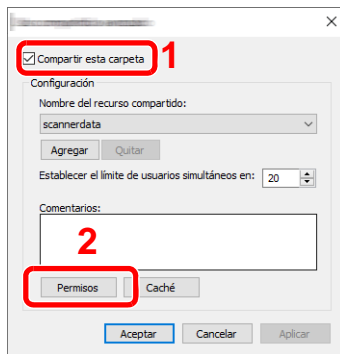 Compartir esta carpeta
1
Configuración
Nombre del recurso compartido:
scannerdata
Agregar Quitar
Establecer el límite de usuarios simultáneos en: 20
Comentarios:
2
Permisos Caché
Aceptar Cancelar Aplicar